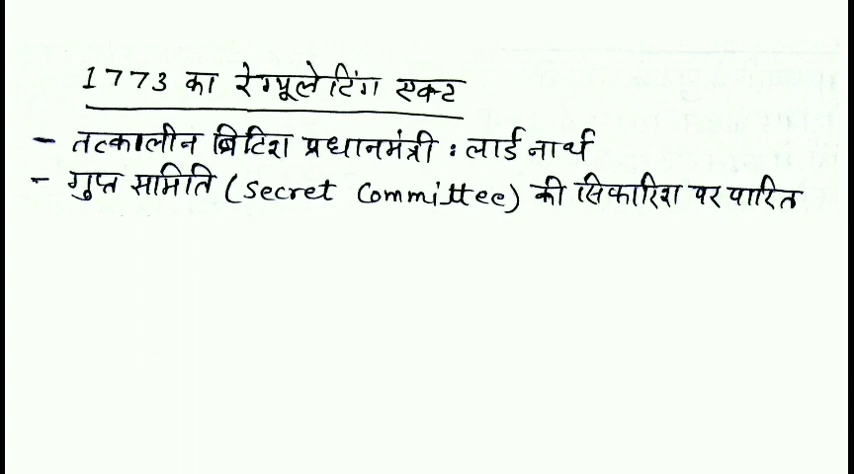 1773 का रेग्यूलेटिंग एक्ट
- तत्कालीन ब्रिटिश प्रधानमंत्री : लार्ड नार्थ
- गुप्त समिति (Secret Committee) की सिफारिश पर पारित